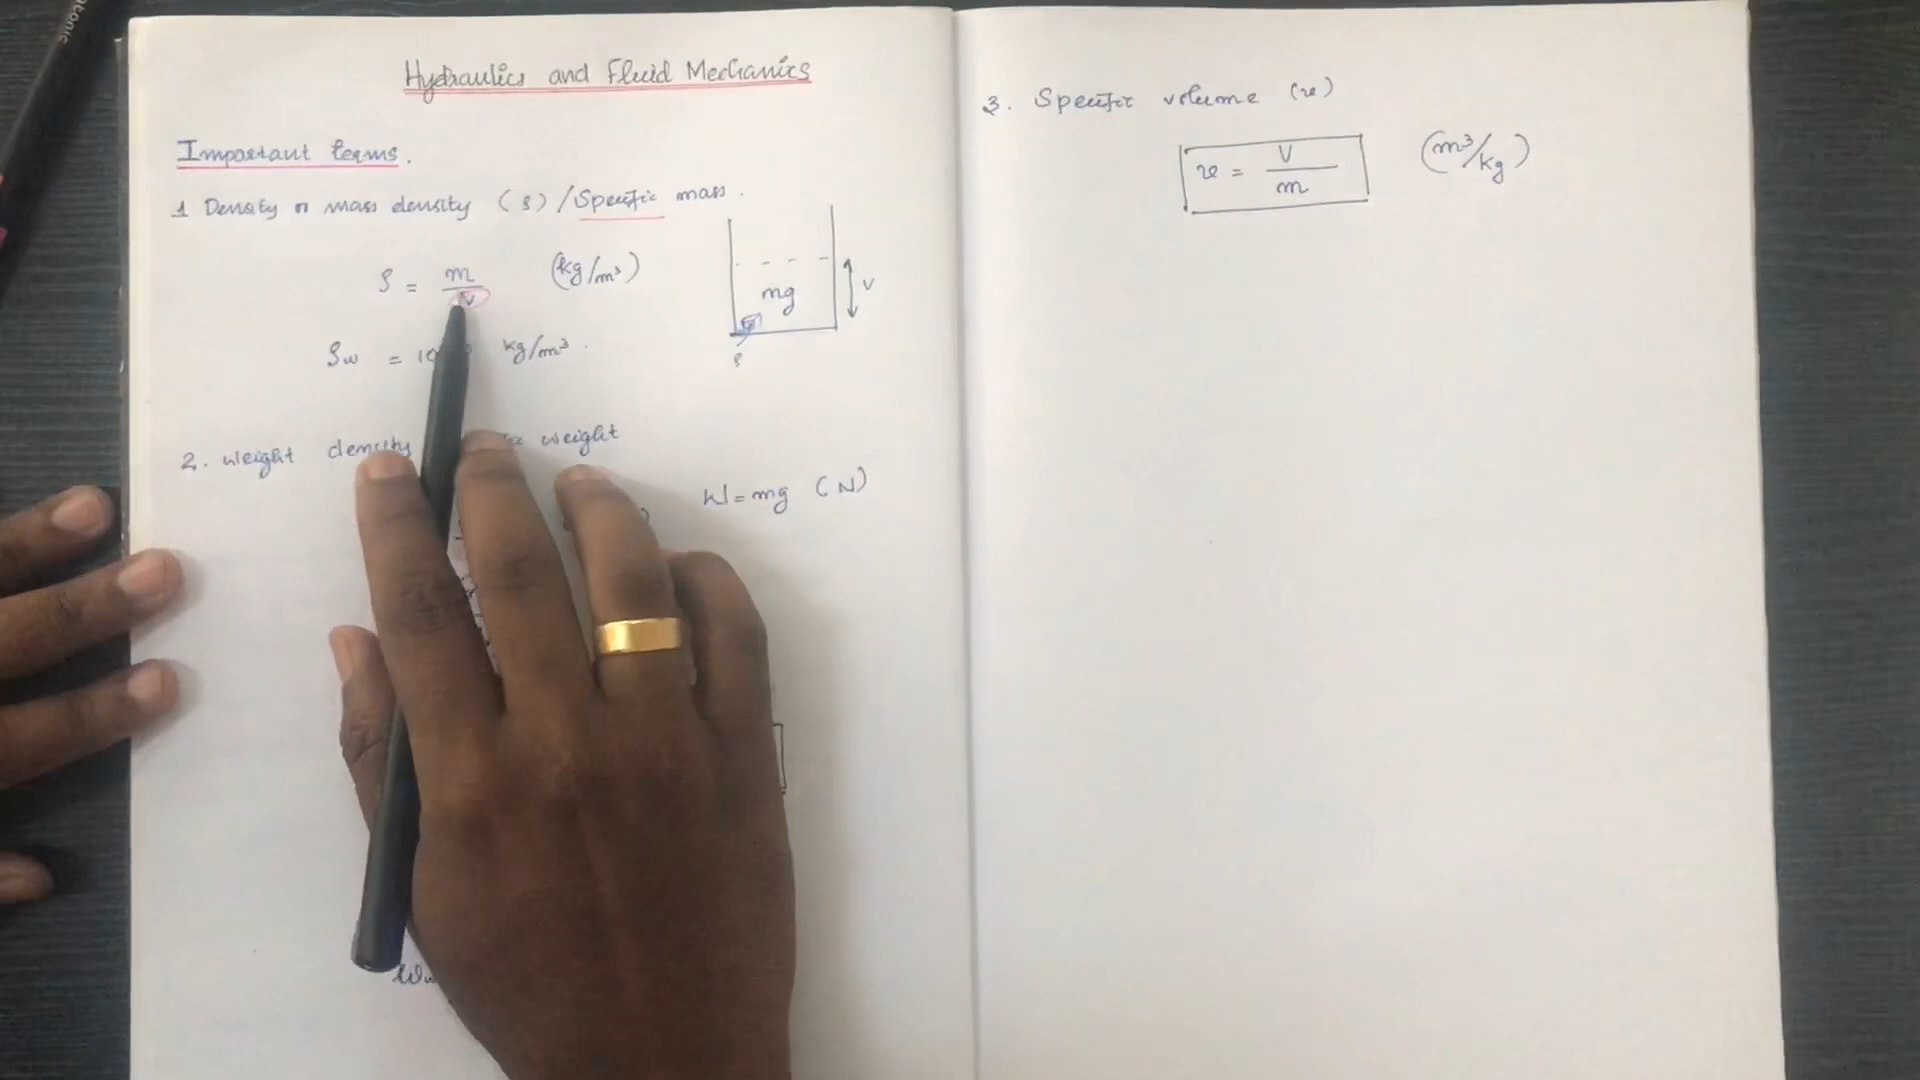 Hydraulics and Fluid Mechanics
Important terms.
1 Density or mass density (ρ) / Specific mass.
ρ = m/V (kg/m³)
mg
V
ρ
ρw = kg/m³.
2. weight density weight
W = mg (N)
3. Specific volume (v)
v = V/m (m³/kg)